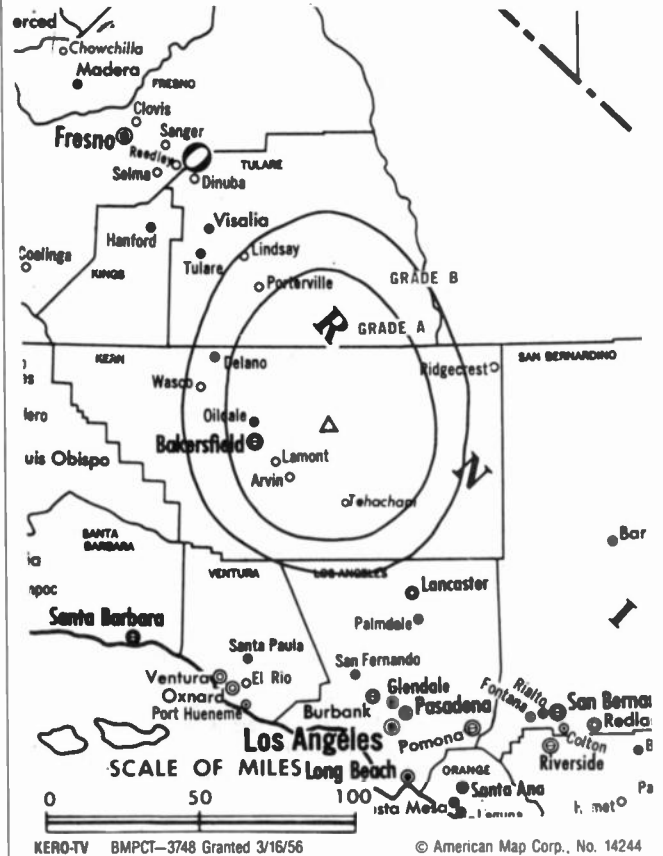 erced
Chowchilla
Madera
FRESNO
Clovis
Fresno
Sanger
Reedley
TULARE
Selma
Dinuba
Visalia
Hanford
Lindsay
Coalinga
Tulare
KINGS
Porterville
GRADE B
R
GRADE A
KERN
Delano
Ridgecrest
SAN BERNARDINO
Wasco
Oildale
Bakersfield
Lamont
uis Obispo
Arvin
N
Tehachapi
SANTA
BARBARA
Bar
VENTURA
LOS ANGELES
Lancaster
mpoc
Santa Barbara
Palmdale
I
Santa Paula
San Fernando
Ventura
El Rio
Glendale
Rialto
Fontana
San Berna
Oxnard
Port Hueneme
Burbank
Pasadena
Redla
Los Angeles
Pomona
Colton
SCALE OF MILES
Long Beach
ORANGE
Riverside
Santa Ana
sta Mesa
0 50 100
KERO-TV BMPCT—3748 Granted 3/16/56
© American Map Corp., No. 14244